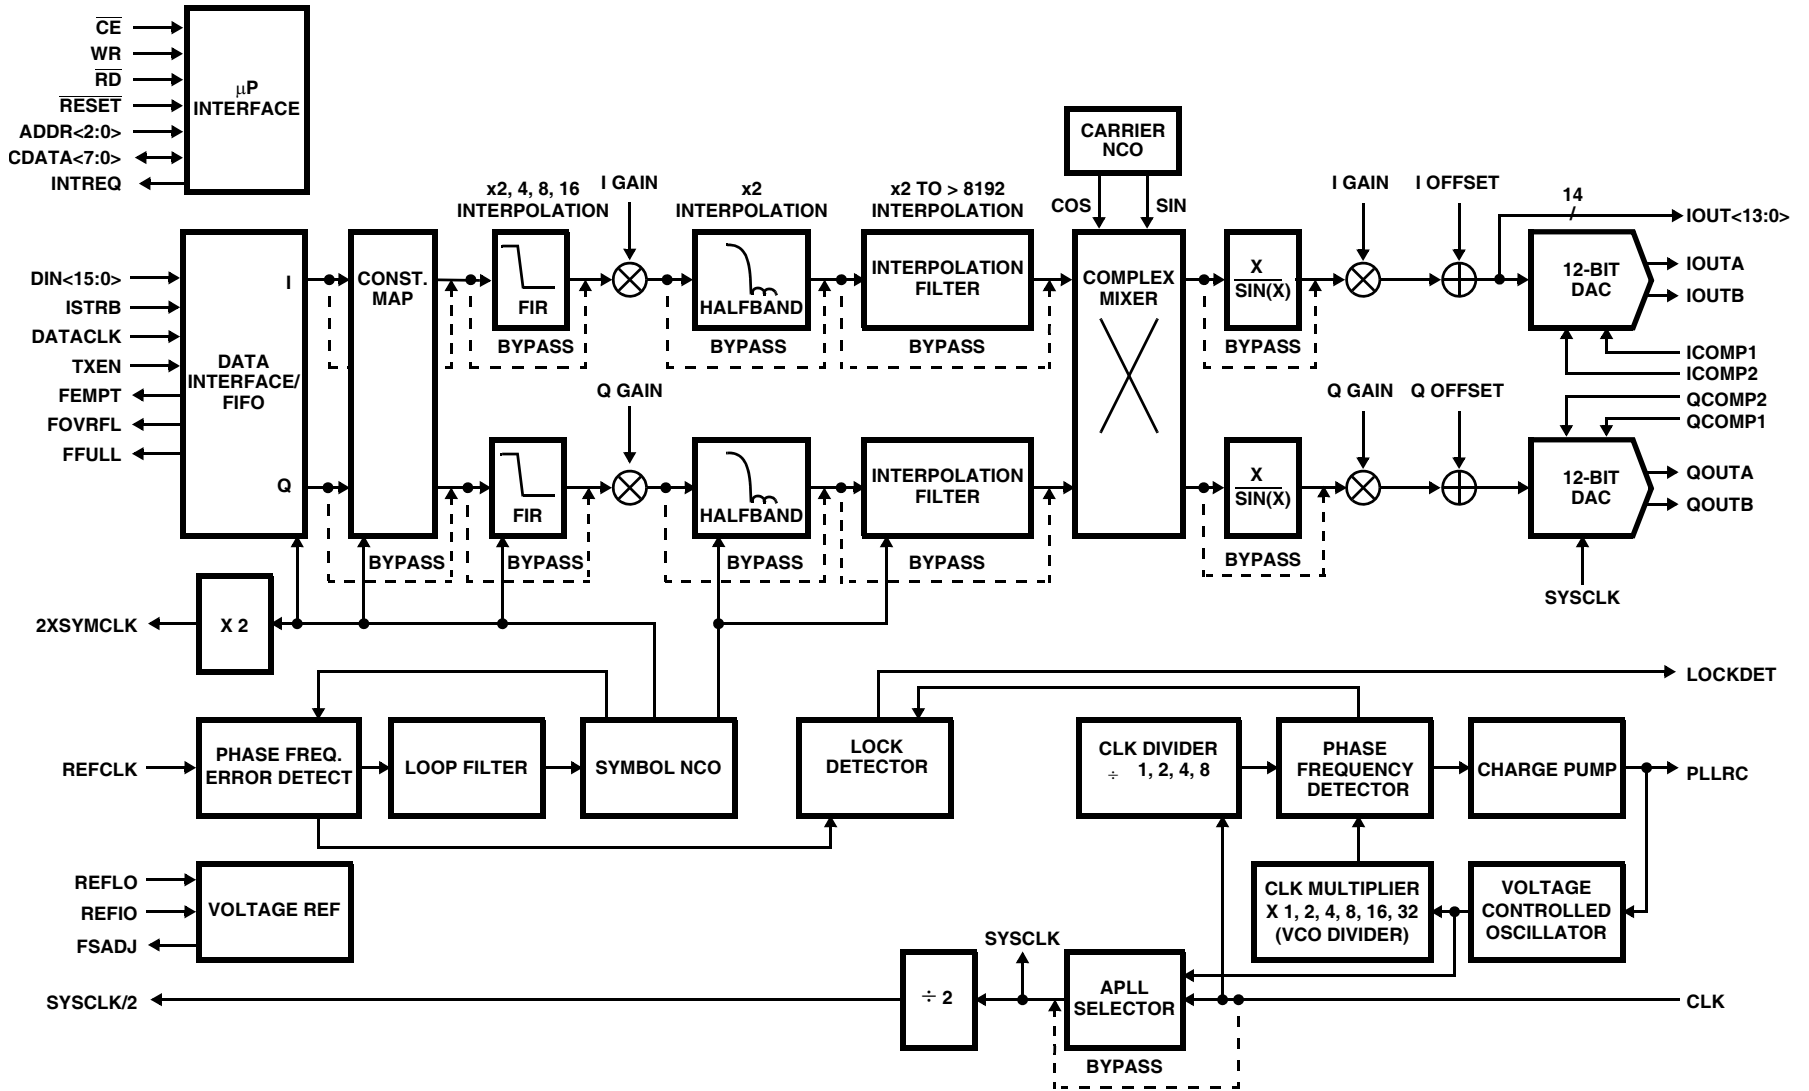 CE
WR
RD
RESET
ADDR<2:0>
CDATA<7:0>
INTREQ
µP
INTERFACE
CARRIER
NCO
COS
SIN
x2, 4, 8, 16
INTERPOLATION
I GAIN
x2
INTERPOLATION
x2 TO > 8192
INTERPOLATION
I GAIN
I OFFSET
14
IOUT<13:0>
DIN<15:0>
ISTRB
DATACLK
TXEN
FEMPT
FOVRFL
FFULL
I
DATA
INTERFACE/
FIFO
Q
CONST.
MAP
FIR
BYPASS
HALFBAND
BYPASS
INTERPOLATION
FILTER
BYPASS
COMPLEX
MIXER
X
SIN(X)
BYPASS
12-BIT
DAC
IOUTA
IOUTB
ICOMP1
ICOMP2
QCOMP2
QCOMP1
Q GAIN
Q GAIN
Q OFFSET
BYPASS
FIR
BYPASS
HALFBAND
BYPASS
INTERPOLATION
FILTER
BYPASS
X
SIN(X)
BYPASS
12-BIT
DAC
QOUTA
QOUTB
SYSCLK
2XSYMCLK
X 2
LOCKDET
REFCLK
PHASE FREQ.
ERROR DETECT
LOOP FILTER
SYMBOL NCO
LOCK
DETECTOR
CLK DIVIDER
÷ 1, 2, 4, 8
PHASE
FREQUENCY
DETECTOR
CHARGE PUMP
PLLRC
REFLO
REFIO
FSADJ
VOLTAGE REF
CLK MULTIPLIER
X 1, 2, 4, 8, 16, 32
(VCO DIVIDER)
VOLTAGE
CONTROLLED
OSCILLATOR
SYSCLK
SYSCLK/2
÷ 2
APLL
SELECTOR
BYPASS
CLK